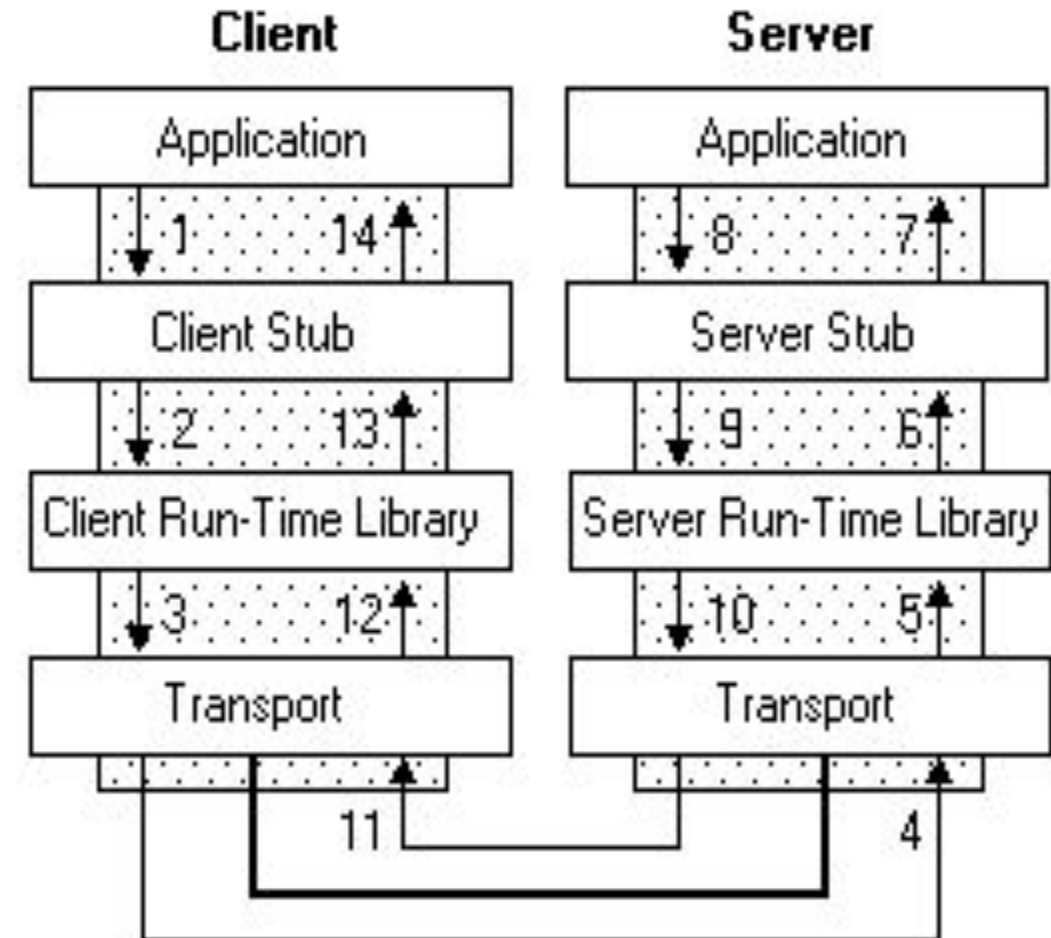 Client Server
Application Application
1 14 8 7
Client Stub Server Stub
2 13 9 6
Client Run-Time Library Server Run-Time Library
3 12 10 5
Transport Transport
11 4